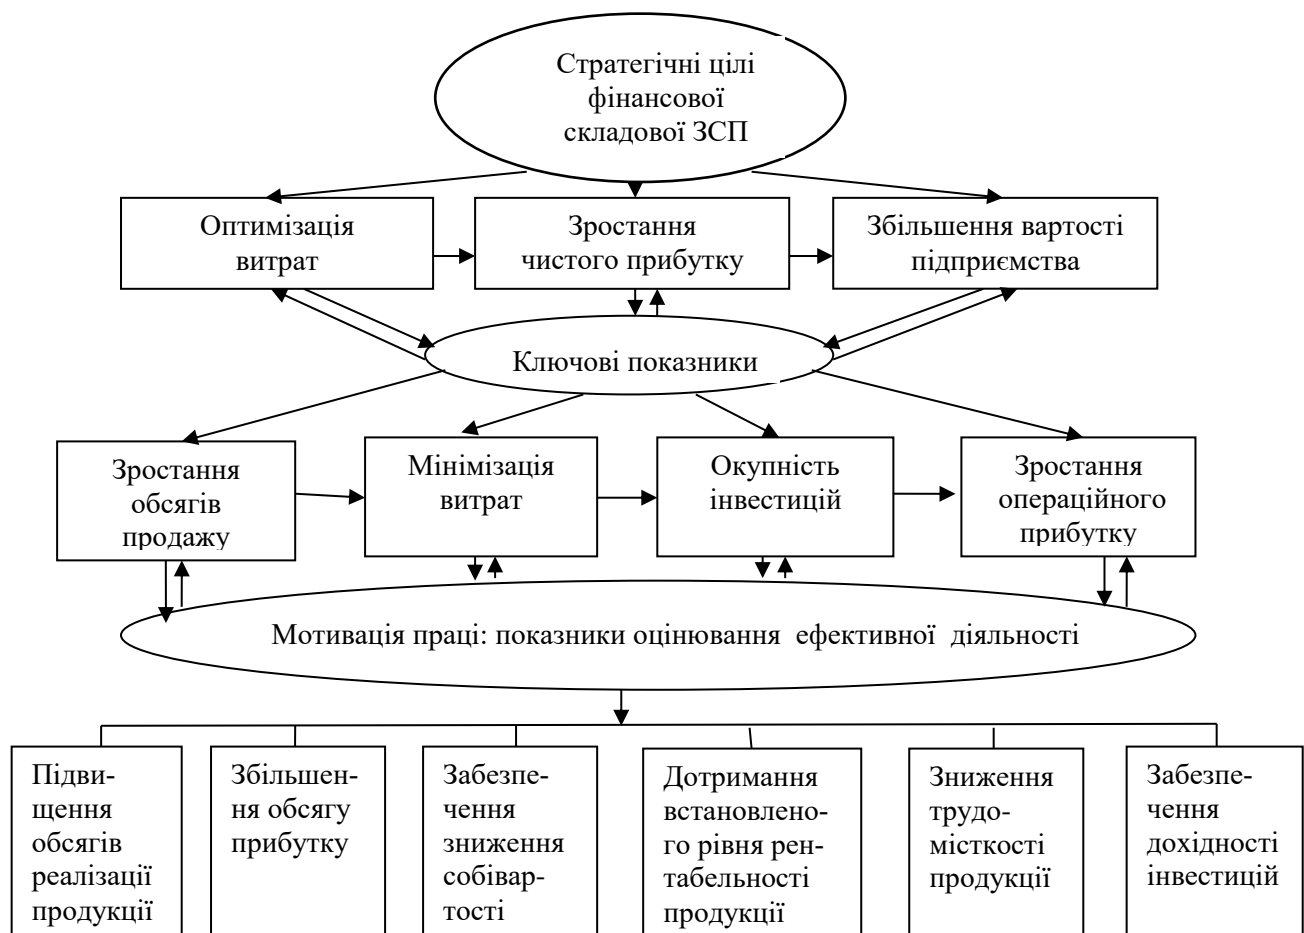 Стратегічні цілі
фінансової
складової ЗСП
Оптимізація
витрат
Зростання
чистого прибутку
Збільшення вартості
підприємства
Ключові показники
Зростання
обсягів
продажу
Мінімізація
витрат
Окупність
інвестицій
Зростання
операційного
прибутку
Мотивація праці: показники оцінювання ефективної діяльності
Підви-
щення
обсягів
реалізації
продукції
Збільшен-
ня обсягу
прибутку
Забезпе-
чення
зниження
собівар-
тості
Дотримання
встановлено-
го рівня рен-
табельності
продукції
Зниження
трудо-
місткості
продукції
Забезпе-
чення
дохідності
інвестицій